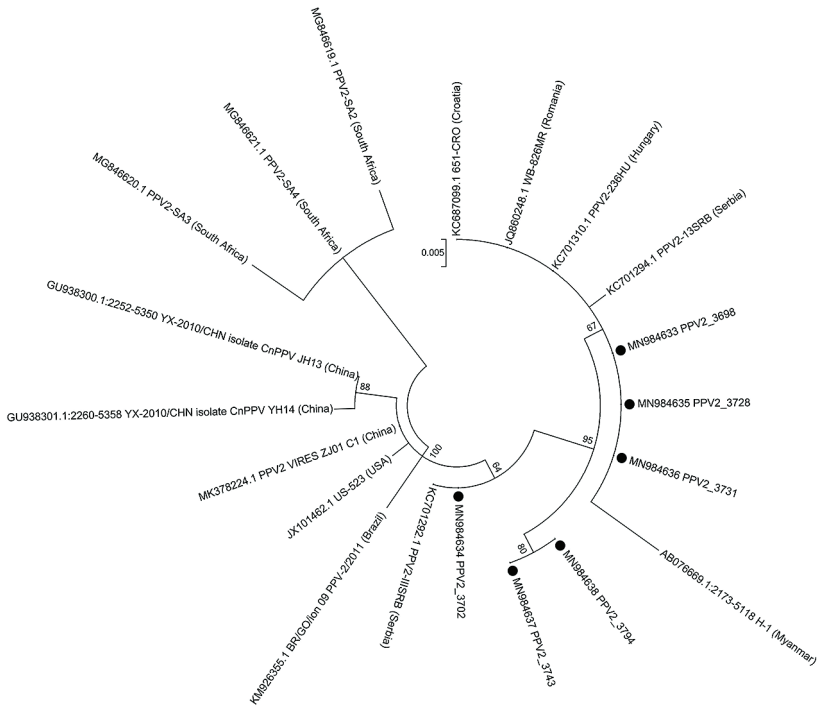 MG846619.1 PPV2-SA2 (South Africa)
MG846621.1 PPV2-SA4 (South Africa)
MG846620.1 PPV2-SA3 (South Africa)
KC687099.1 651-CRO (Croatia)
JQ860248.1 WB-826MR (Romania)
KC701310.1 PPV2-236HU (Hungary)
KC701294.1 PPV2-13SRB (Serbia)
0.005
67
MN984633 PPV2_3698
MN984635 PPV2_3728
MN984636 PPV2_3731
AB076669.1:2173-5118 H-1 (Myanmar)
95
80
MN984638 PPV2_3794
MN984637 PPV2_3743
64
MN984634 PPV2_3702
KC701292.1 PPV2-IIISRB (Serbia)
100
KM926355.1 BR/GO/ion 09 PPV-2/2011 (Brazil)
JX101462.1 US-523 (USA)
MK378224.1 PPV2 VIRES ZJ01 C1 (China)
GU938301.1:2260-5358 YX-2010/CHN isolate CnPPV YH14 (China)
88
GU938300.1:2252-5350 YX-2010/CHN isolate CnPPV JH13 (China)